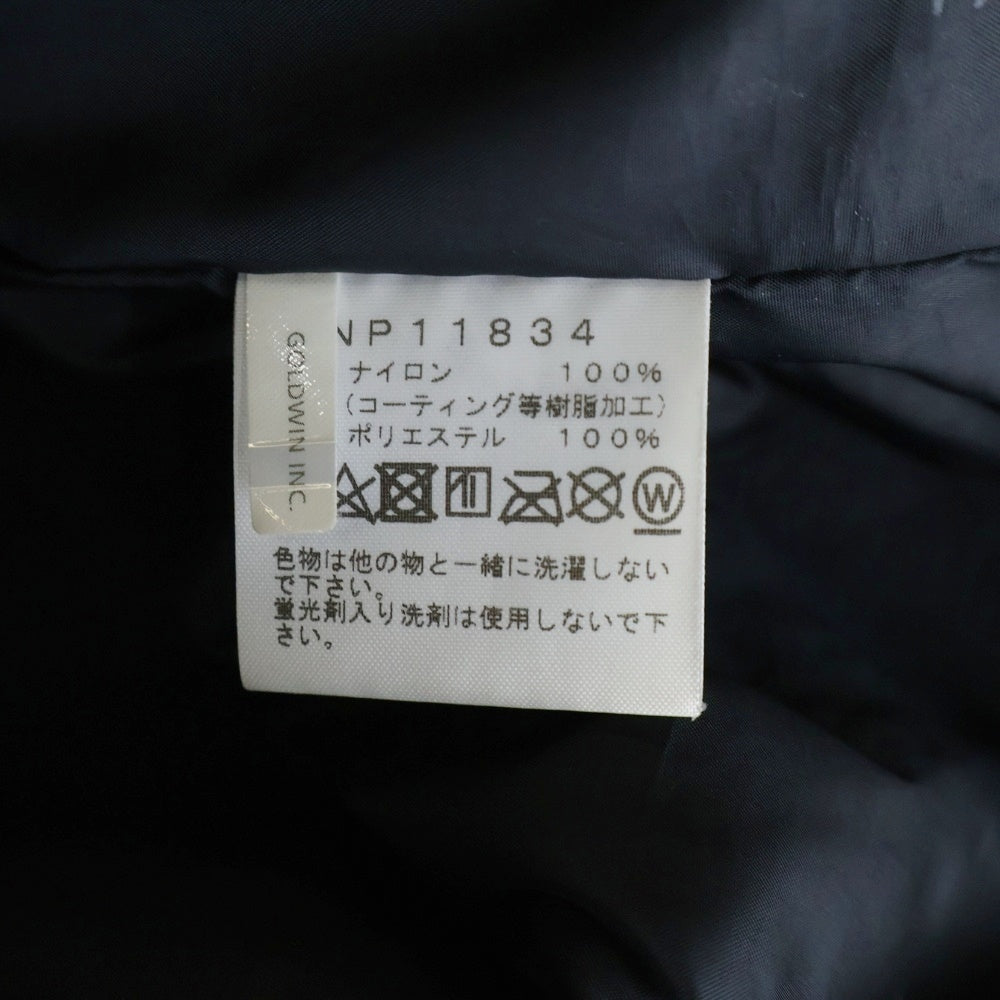 NP11834
GOLDWIN INC.
ナイロン 100%
(コーティング等樹脂加工)
ポリエステル 100%
W
色物は他の物と一緒に洗濯しない
で下さい。
蛍光剤入り洗剤は使用しないで下
さい。